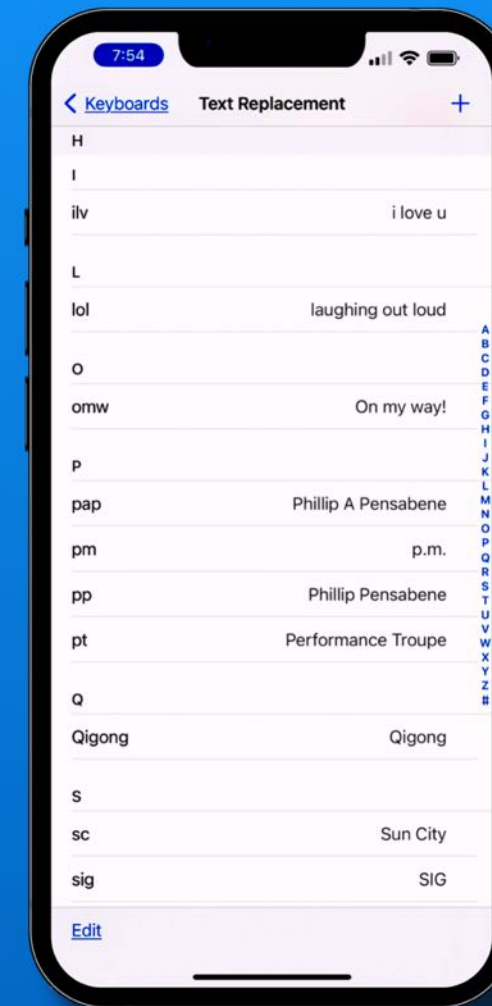 7:54
Keyboards Text Replacement +
H
I
ilv i love u
L
lol laughing out loud
O
omw On my way!
P
pap Phillip A Pensabene
pm p.m.
pp Phillip Pensabene
pt Performance Troupe
Q
Qigong Qigong
S
sc Sun City
sig SIG
Edit
A
B
C
D
E
F
G
H
I
J
K
L
M
N
O
P
Q
R
S
T
U
V
W
X
Y
Z
#